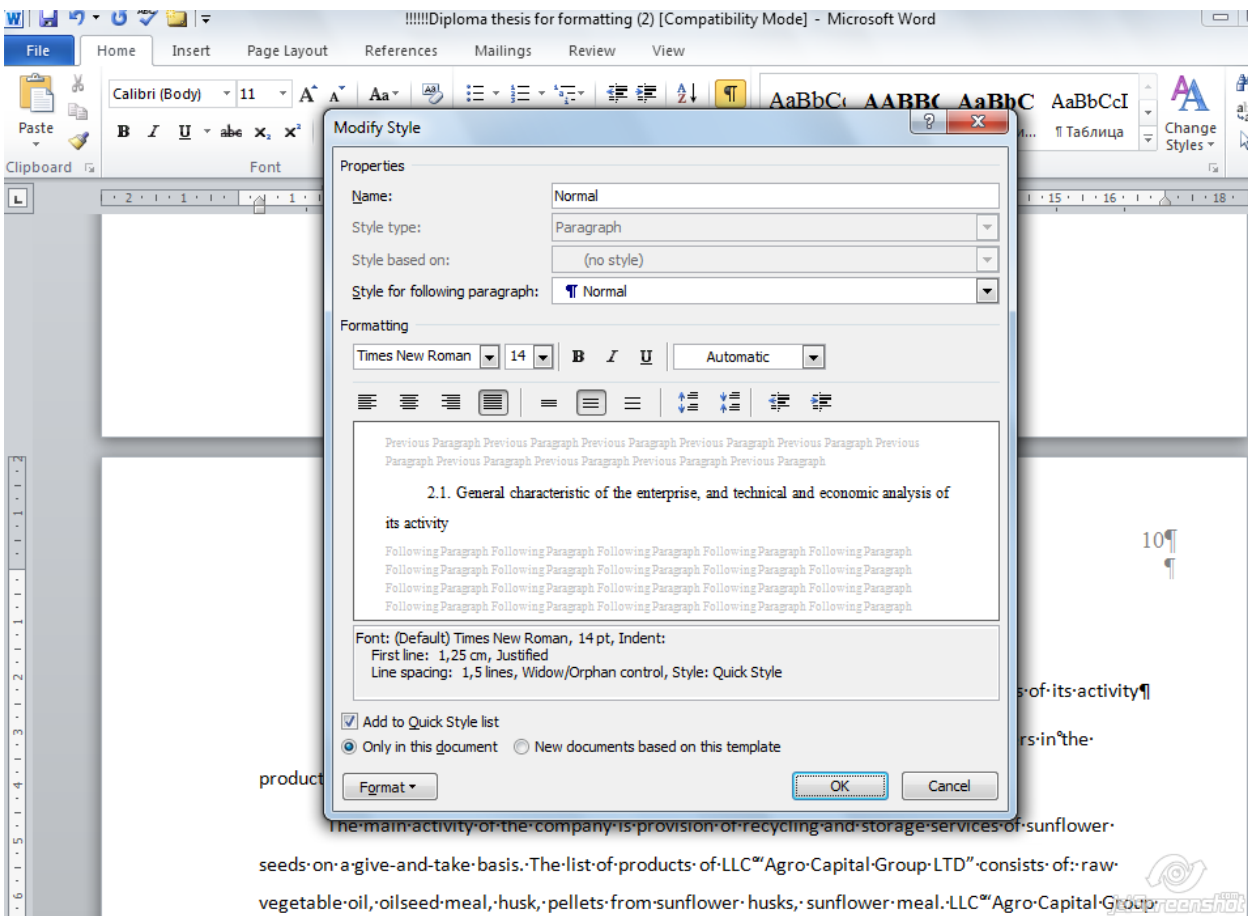 !!!!!!Diploma thesis for formatting (2) [Compatibility Mode] - Microsoft Word
File Home Insert Page Layout References Mailings Review View
Calibri (Body) 11 A A Aa
AaBbC AABB( AaBbC AaBbCcI
Paste
B I U abc x₂ x²
¶ Таблица
Change Styles
Clipboard Font
Modify Style
Properties
Name: Normal
Style type: Paragraph
Style based on: (no style)
Style for following paragraph: ¶ Normal
Formatting
Times New Roman 14 B I U Automatic
Previous Paragraph Previous Paragraph Previous Paragraph Previous Paragraph Previous Paragraph Previous
Paragraph Previous Paragraph Previous Paragraph Previous Paragraph Previous Paragraph
2.1. General characteristic of the enterprise, and technical and economic analysis of
its activity
Following Paragraph Following Paragraph Following Paragraph Following Paragraph Following Paragraph
Following Paragraph Following Paragraph Following Paragraph Following Paragraph Following Paragraph
Following Paragraph Following Paragraph Following Paragraph Following Paragraph Following Paragraph
Following Paragraph Following Paragraph Following Paragraph Following Paragraph Following Paragraph
10¶
¶
Font: (Default) Times New Roman, 14 pt, Indent:
First line: 1,25 cm, Justified
Line spacing: 1,5 lines, Widow/Orphan control, Style: Quick Style
Add to Quick Style list
Only in this document New documents based on this template
Format OK Cancel
of·its·activity¶
in°the·
product
The·main·activity·of·the·company·is·provision·of·recycling·and·storage·services·of·sunflower·
seeds·on·a·give-and-take·basis.·The·list·of·products·of·LLC°“Agro·Capital·Group·LTD”·consists·of:·raw·
vegetable·oil,·oilseed·meal,·husk,·pellets·from·sunflower·husks,·sunflower·meal.·LLC°“Agro·Capital·Group·